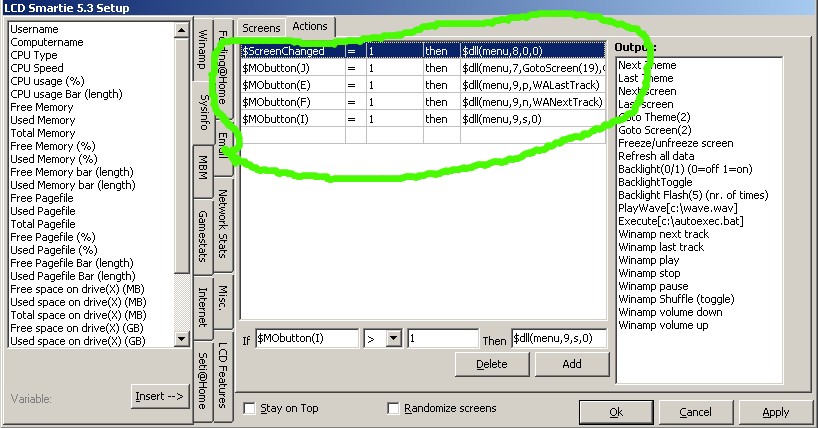 LCD Smartie 5.3 Setup
Username
Computername
CPU Type
CPU Speed
CPU usage (%)
CPU usage Bar (length)
Free Memory
Used Memory
Total Memory
Free Memory (%)
Used Memory (%)
Free Memory bar (length)
Used Memory bar (length)
Free Pagefile
Used Pagefile
Total Pagefile
Free Pagefile (%)
Used Pagefile (%)
Free Pagefile Bar (length)
Used Pagefile Bar (length)
Free space on drive(X) (MB)
Used space on drive(X) (MB)
Total space on drive(X) (MB)
Free space on drive(X) (GB)
Used space on drive(X) (GB)
Variable:
Insert -->
Winamp
Sysinfo
MBM
Gamestats
Internet
Seti@Home
Folding@Home
Email
Network Stats
Misc.
LCD Features
Screens
Actions
$ScreenChanged = 1 then $dll(menu,8,0,0)
$MObutton(J) = 1 then $dll(menu,7,GotoScreen(19),G
$MObutton(E) = 1 then $dll(menu,9,p,WALastTrack)
$MObutton(F) = 1 then $dll(menu,9,n,WANextTrack)
$MObutton(I) = 1 then $dll(menu,9,s,0)
If $MObutton(I) > 1 Then $dll(menu,9,s,0)
Delete
Add
Output:
Next Theme
Last Theme
Next screen
Last screen
Goto Theme(2)
Goto Screen(2)
Freeze/unfreeze screen
Refresh all data
Backlight(0/1) (0=off 1=on)
BacklightToggle
Backlight Flash(5) (nr. of times)
PlayWave[c:\wave.wav]
Execute[c:\autoexec.bat]
Winamp next track
Winamp last track
Winamp play
Winamp stop
Winamp pause
Winamp Shuffle (toggle)
Winamp volume down
Winamp volume up
Stay on Top
Randomize screens
Ok
Cancel
Apply